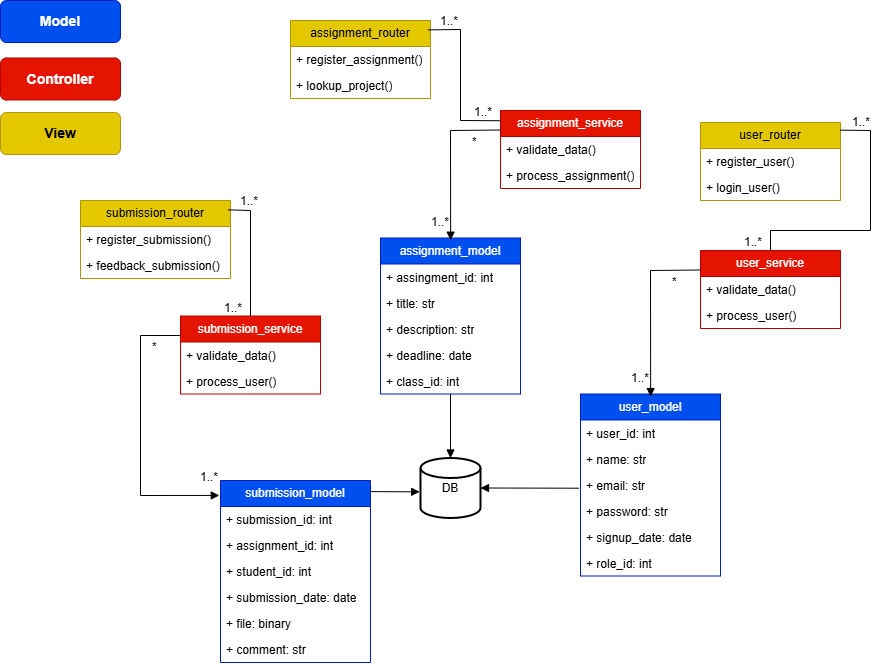 Model
Controller
View
assignment_router
+ register_assignment()
+ lookup_project()
1..*
1..*
assignment_service
+ validate_data()
+ process_assignment()
*
1..*
user_router
+ register_user()
+ login_user()
1..*
1..*
user_service
+ validate_data()
+ process_user()
*
1..*
submission_router
+ register_submission()
+ feedback_submission()
1..*
1..*
submission_service
+ validate_data()
+ process_user()
*
1..*
assignment_model
+ assingment_id: int
+ title: str
+ description: str
+ deadline: date
+ class_id: int
user_model
+ user_id: int
+ name: str
+ email: str
+ password: str
+ signup_date: date
+ role_id: int
DB
submission_model
+ submission_id: int
+ assignment_id: int
+ student_id: int
+ submission_date: date
+ file: binary
+ comment: str